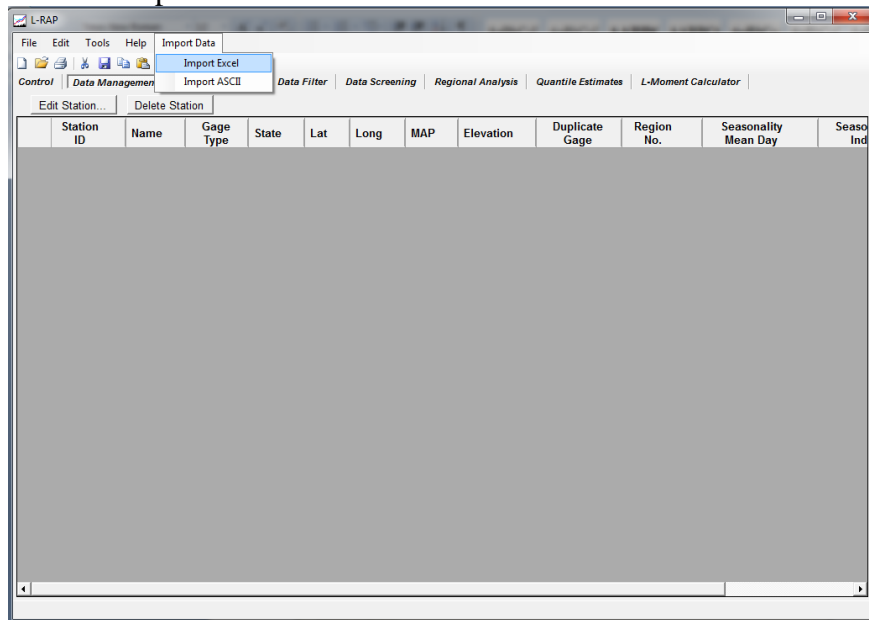 L-RAP
File Edit Tools Help Import Data
Import Excel
Import ASCII
Control Data Managemen Data Filter Data Screening Regional Analysis Quantile Estimates L-Moment Calculator
Edit Station... Delete Station
Station ID Name Gage Type State Lat Long MAP Elevation Duplicate Gage Region No. Seasonality Mean Day Seaso Ind